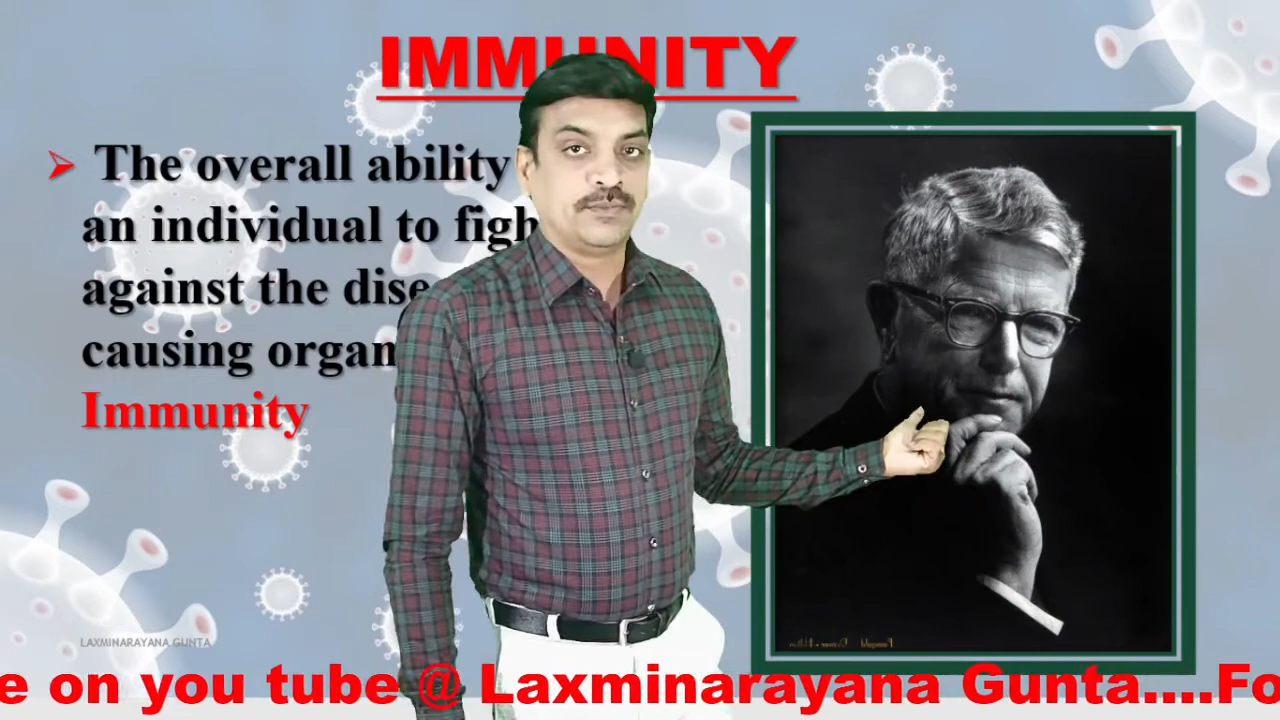 IMMUNITY
➢ The overall ability
an individual to figh
against the dise
causing organ
Immunity
LAXMINARAYANA GUNTA
e on you tube @ Laxminarayana Gunta....Fo